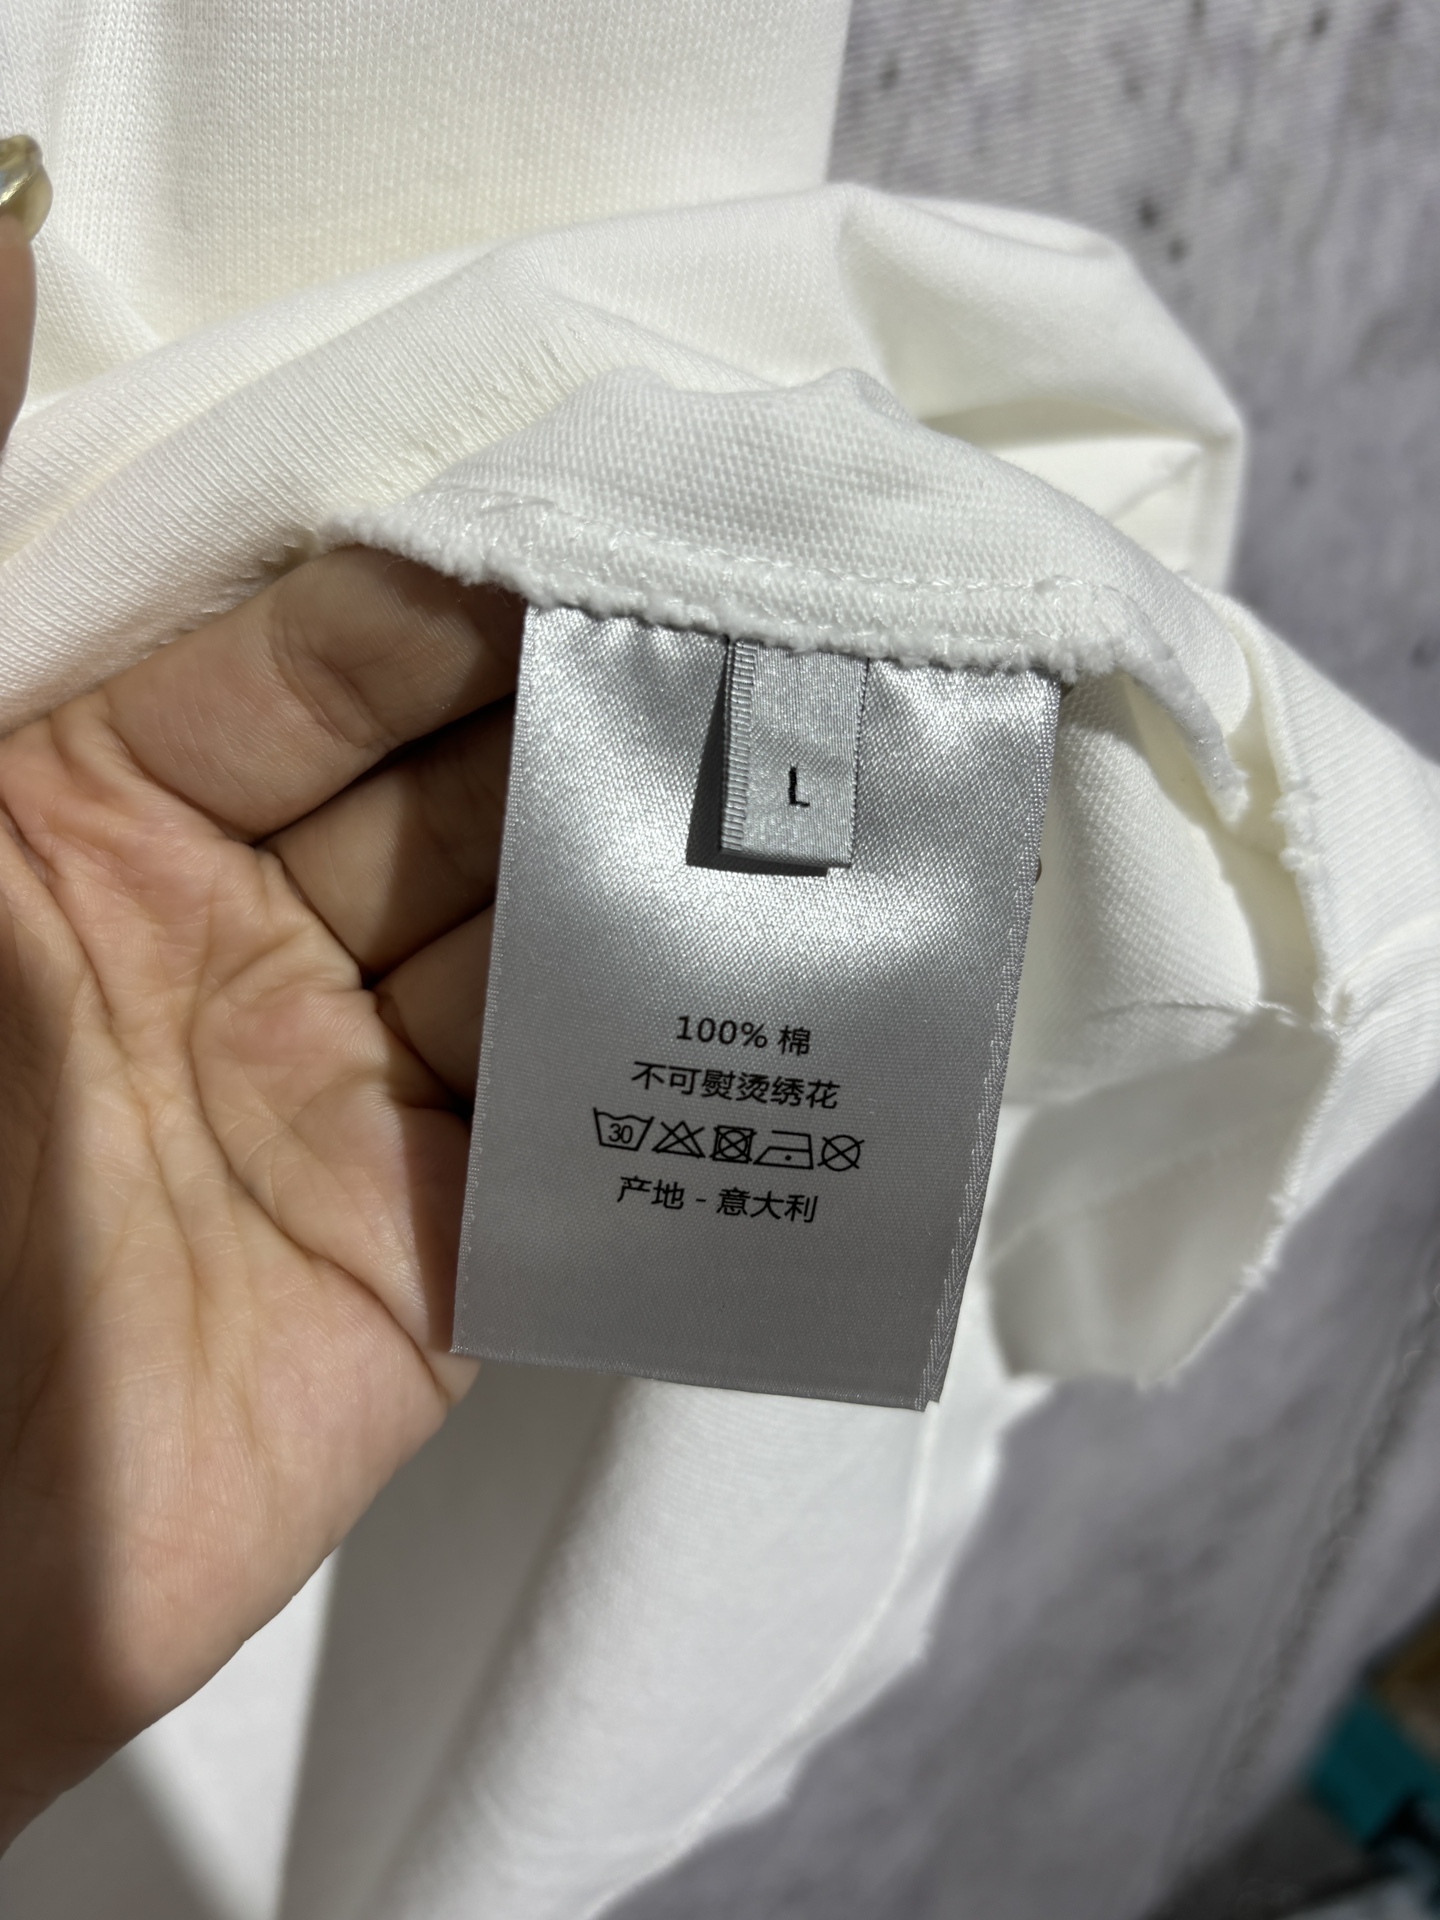 L
100% 棉
不可熨烫绣花
30
产地 - 意大利